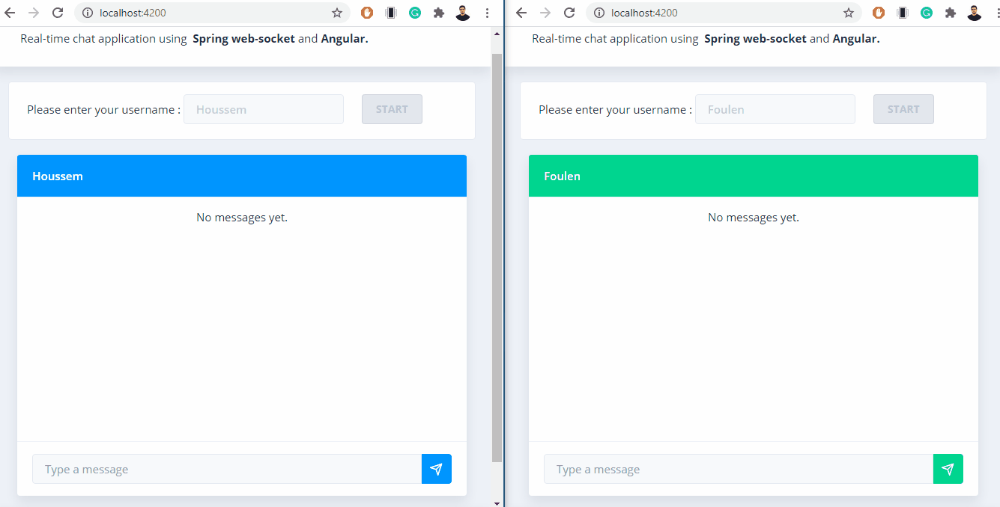 localhost:4200
Real-time chat application using Spring web-socket and Angular.
Please enter your username : Houssem START
Houssem
No messages yet.
Type a message
localhost:4200
Real-time chat application using Spring web-socket and Angular.
Please enter your username : Foulen START
Foulen
No messages yet.
Type a message